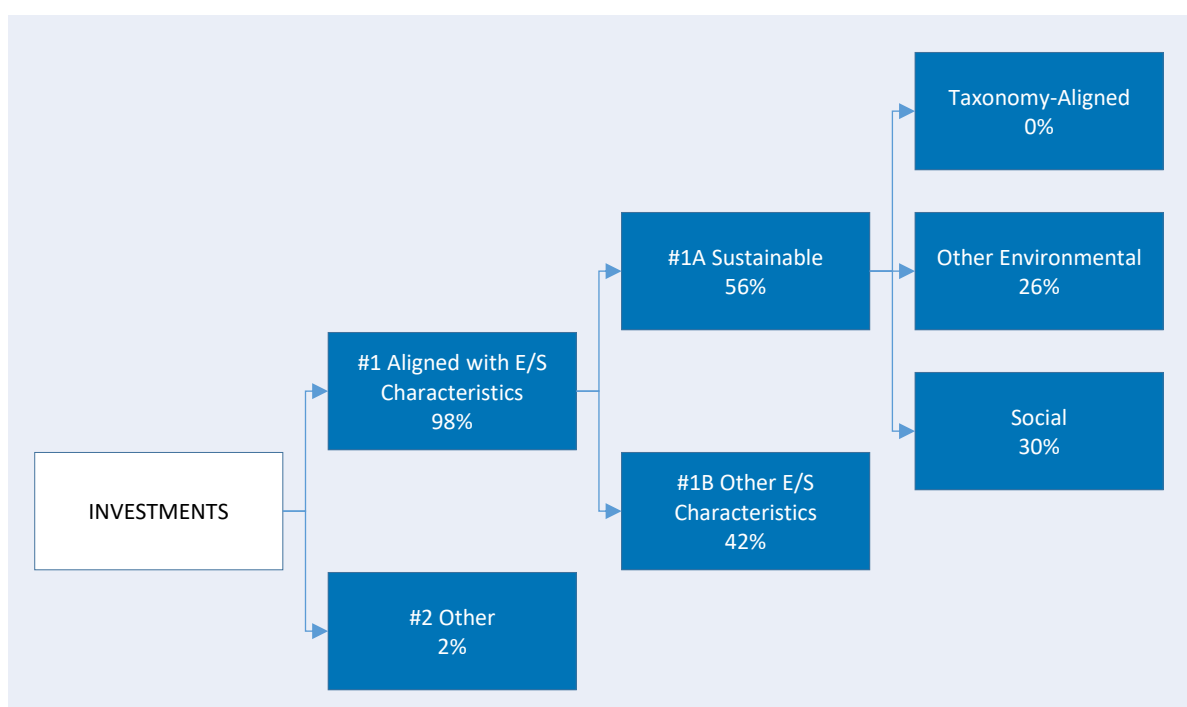 INVESTMENTS
#1 Aligned with E/S
Characteristics
98%
#2 Other
2%
#1A Sustainable
56%
#1B Other E/S
Characteristics
42%
Taxonomy-Aligned
0%
Other Environmental
26%
Social
30%